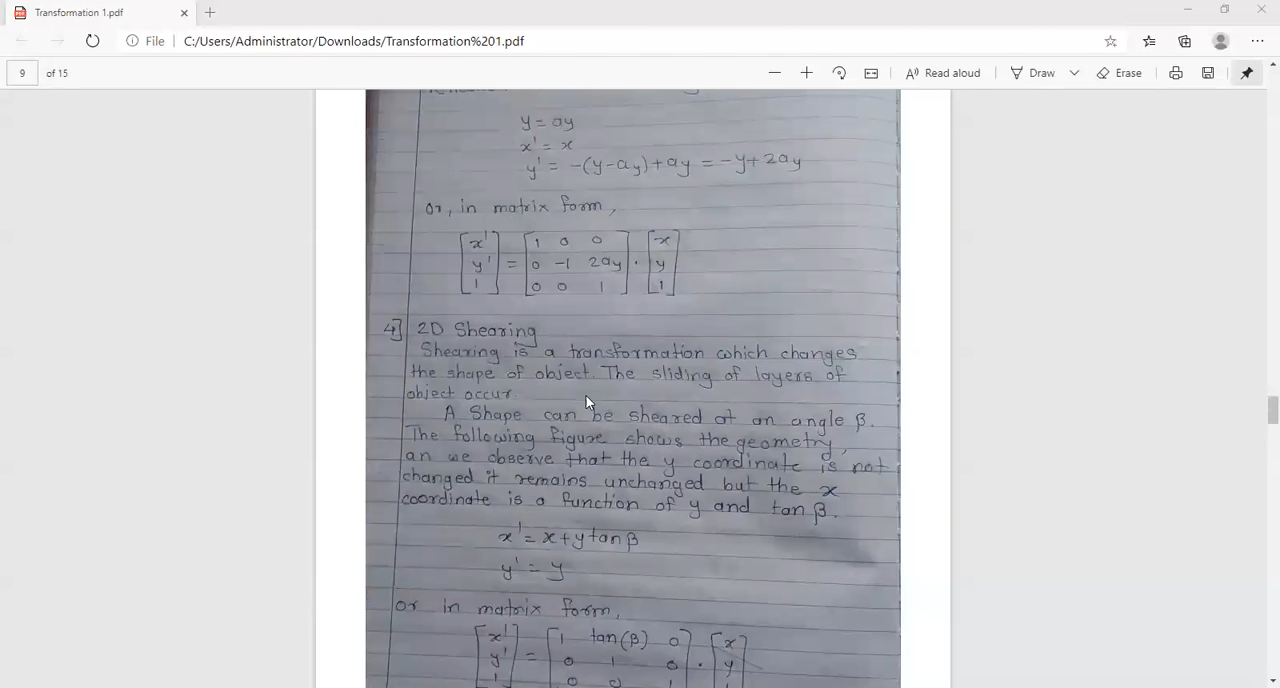 Transformation 1.pdf
File
C:/Users/Administrator/Downloads/Transformation%201.pdf
9 of 15
Read aloud
Draw
Erase
y = ay
x' = x
y' = -(y-ay)+ay = -y+2ay
or, in matrix form,
[x'] = [1 0 0] [x]
[y'] = [0 -1 2ay] . [y]
[1] = [0 0 1] [1]
4] 2D Shearing
Shearing is a transformation which changes
the shape of object. The sliding of layers of
object occur.
A Shape can be sheared at an angle β.
The following figure shows the geometry,
an we observe that the y coordinate is not
changed it remains unchanged but the x
coordinate is a function of y and tan β.
x' = x+y tan β
y' = y
or in matrix form,
[x'] = [1 tan(β) 0] [x]
[y'] = [0 1 0] . [y]